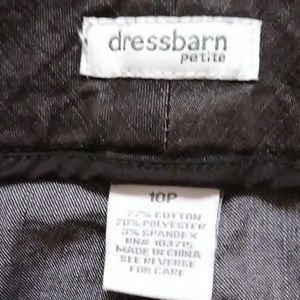 dressbarn
petite
10P
77% COTTON
20% POLYESTER
3% SPANDEX
RN# 103715
MADE IN CHINA
SEE REVERSE
FOR CARE